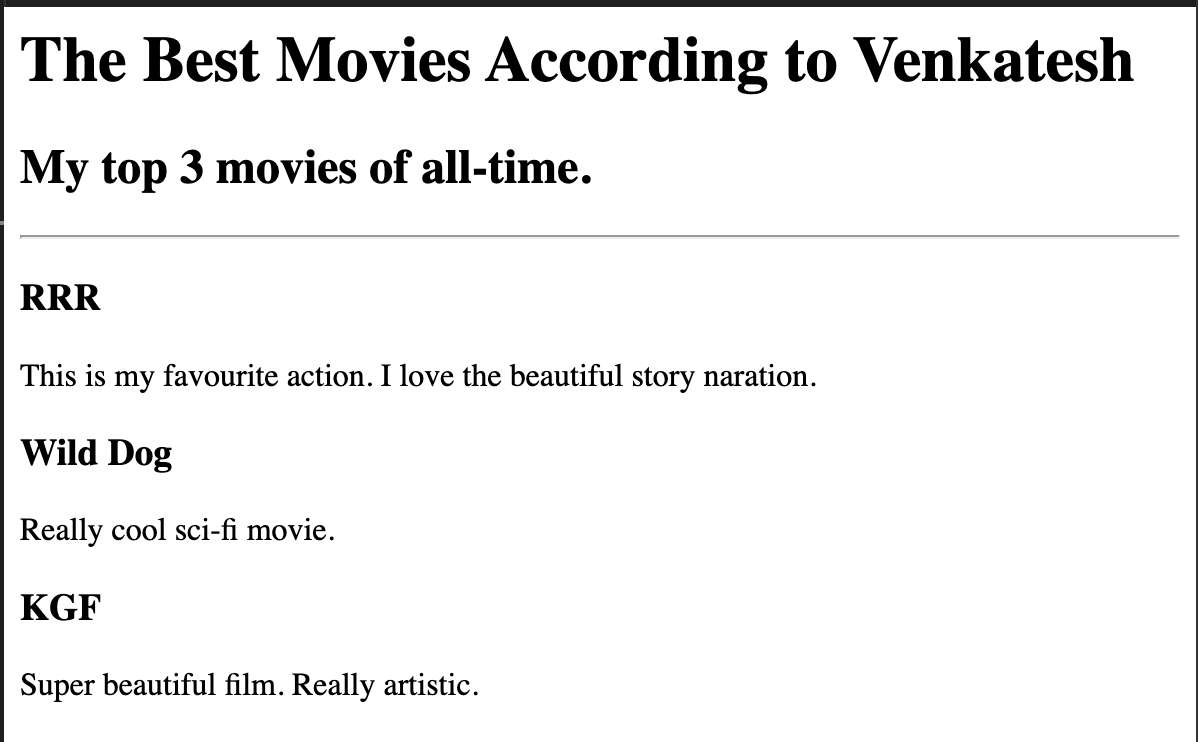 The Best Movies According to Venkatesh
My top 3 movies of all-time.
RRR
This is my favourite action. I love the beautiful story naration.
Wild Dog
Really cool sci-fi movie.
KGF
Super beautiful film. Really artistic.